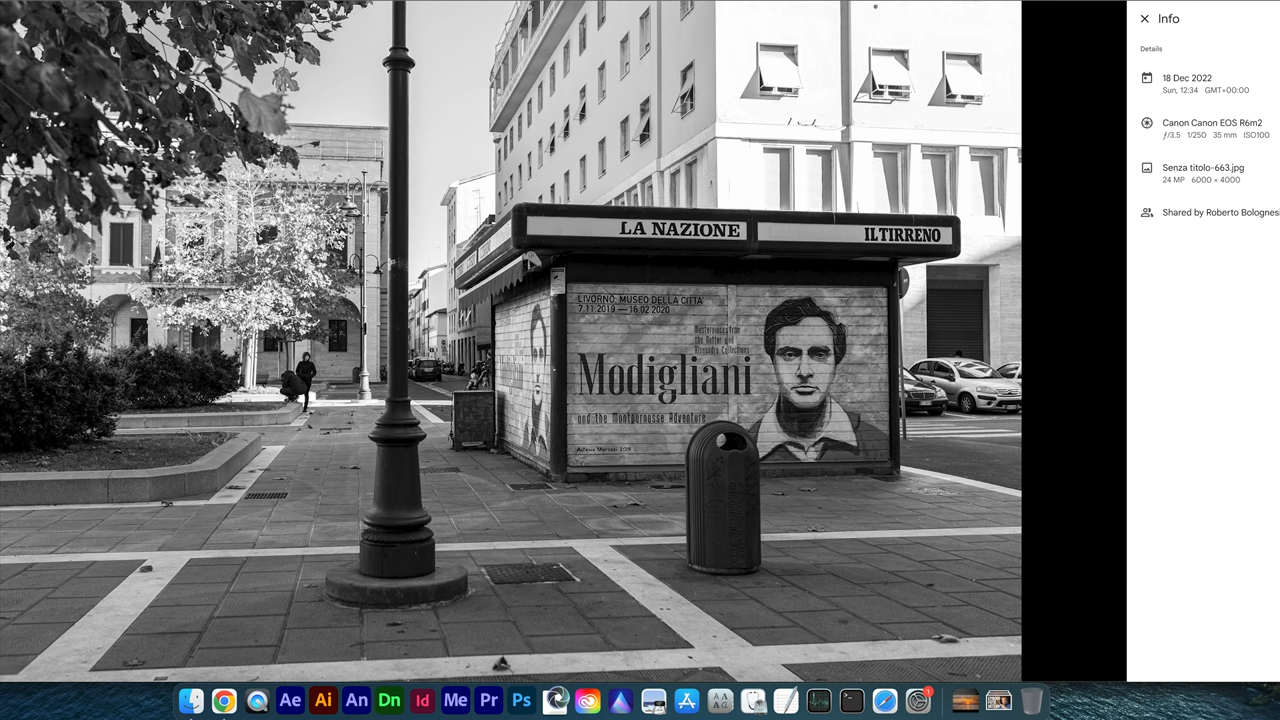 LA NAZIONE
IL TIRRENO
LIVORNO, MUSEO DELLA CITTÀ
7.11.2019 — 16.02.2020
Masterpieces from
the Netter and
Alexandre Collections
Modigliani
and the Montparnasse Adventure
Info
Details
18 Dec 2022
Sun, 12:34 GMT+00:00
Canon Canon EOS R6m2
ƒ/3.5 1/250 35 mm ISO100
Senza titolo-663.jpg
24 MP 6000 × 4000
Shared by Roberto Bolognes
Ae Ai An Dn Id Me Pr Ps
1